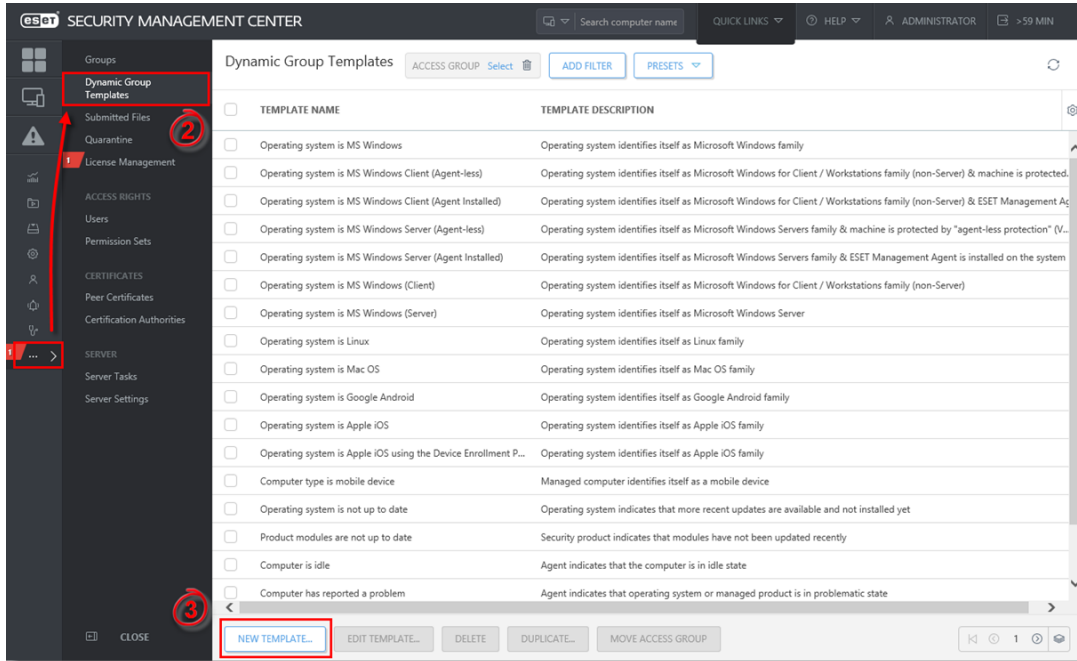 eseT SECURITY MANAGEMENT CENTER
Search computer name
QUICK LINKS
HELP
ADMINISTRATOR
>59 MIN
Groups
Dynamic Group
Templates
Submitted Files
Quarantine
2
1
License Management
ACCESS RIGHTS
Users
Permission Sets
CERTIFICATES
Peer Certificates
Certification Authorities
1
...
SERVER
Server Tasks
Server Settings
CLOSE
Dynamic Group Templates
ACCESS GROUP Select
ADD FILTER
PRESETS
TEMPLATE NAME TEMPLATE DESCRIPTION
Operating system is MS Windows Operating system identifies itself as Microsoft Windows family
Operating system is MS Windows Client (Agent-less) Operating system identifies itself as Microsoft Windows for Client / Workstations family (non-Server) & machine is protected.
Operating system is MS Windows Client (Agent Installed) Operating system identifies itself as Microsoft Windows for Client / Workstations family (non-Server) & ESET Management Ag
Operating system is MS Windows Server (Agent-less) Operating system identifies itself as Microsoft Windows Servers family & machine is protected by "agent-less protection" (V...
Operating system is MS Windows Server (Agent Installed) Operating system identifies itself as Microsoft Windows Servers family & ESET Management Agent is installed on the system
Operating system is MS Windows (Client) Operating system identifies itself as Microsoft Windows for Client / Workstations family (non-Server)
Operating system is MS Windows (Server) Operating system identifies itself as Microsoft Windows Server
Operating system is Linux Operating system identifies itself as Linux family
Operating system is Mac OS Operating system identifies itself as Mac OS family
Operating system is Google Android Operating system identifies itself as Google Android family
Operating system is Apple iOS Operating system identifies itself as Apple iOS family
Operating system is Apple iOS using the Device Enrollment P... Operating system identifies itself as Apple iOS family
Computer type is mobile device Managed computer identifies itself as a mobile device
Operating system is not up to date Operating system indicates that more recent updates are available and not installed yet
Product modules are not up to date Security product indicates that modules have not been updated recently
Computer is idle Agent indicates that the computer is in idle state
Computer has reported a problem Agent indicates that operating system or managed product is in problematic state
3
NEW TEMPLATE... EDIT TEMPLATE... DELETE DUPLICATE... MOVE ACCESS GROUP 1